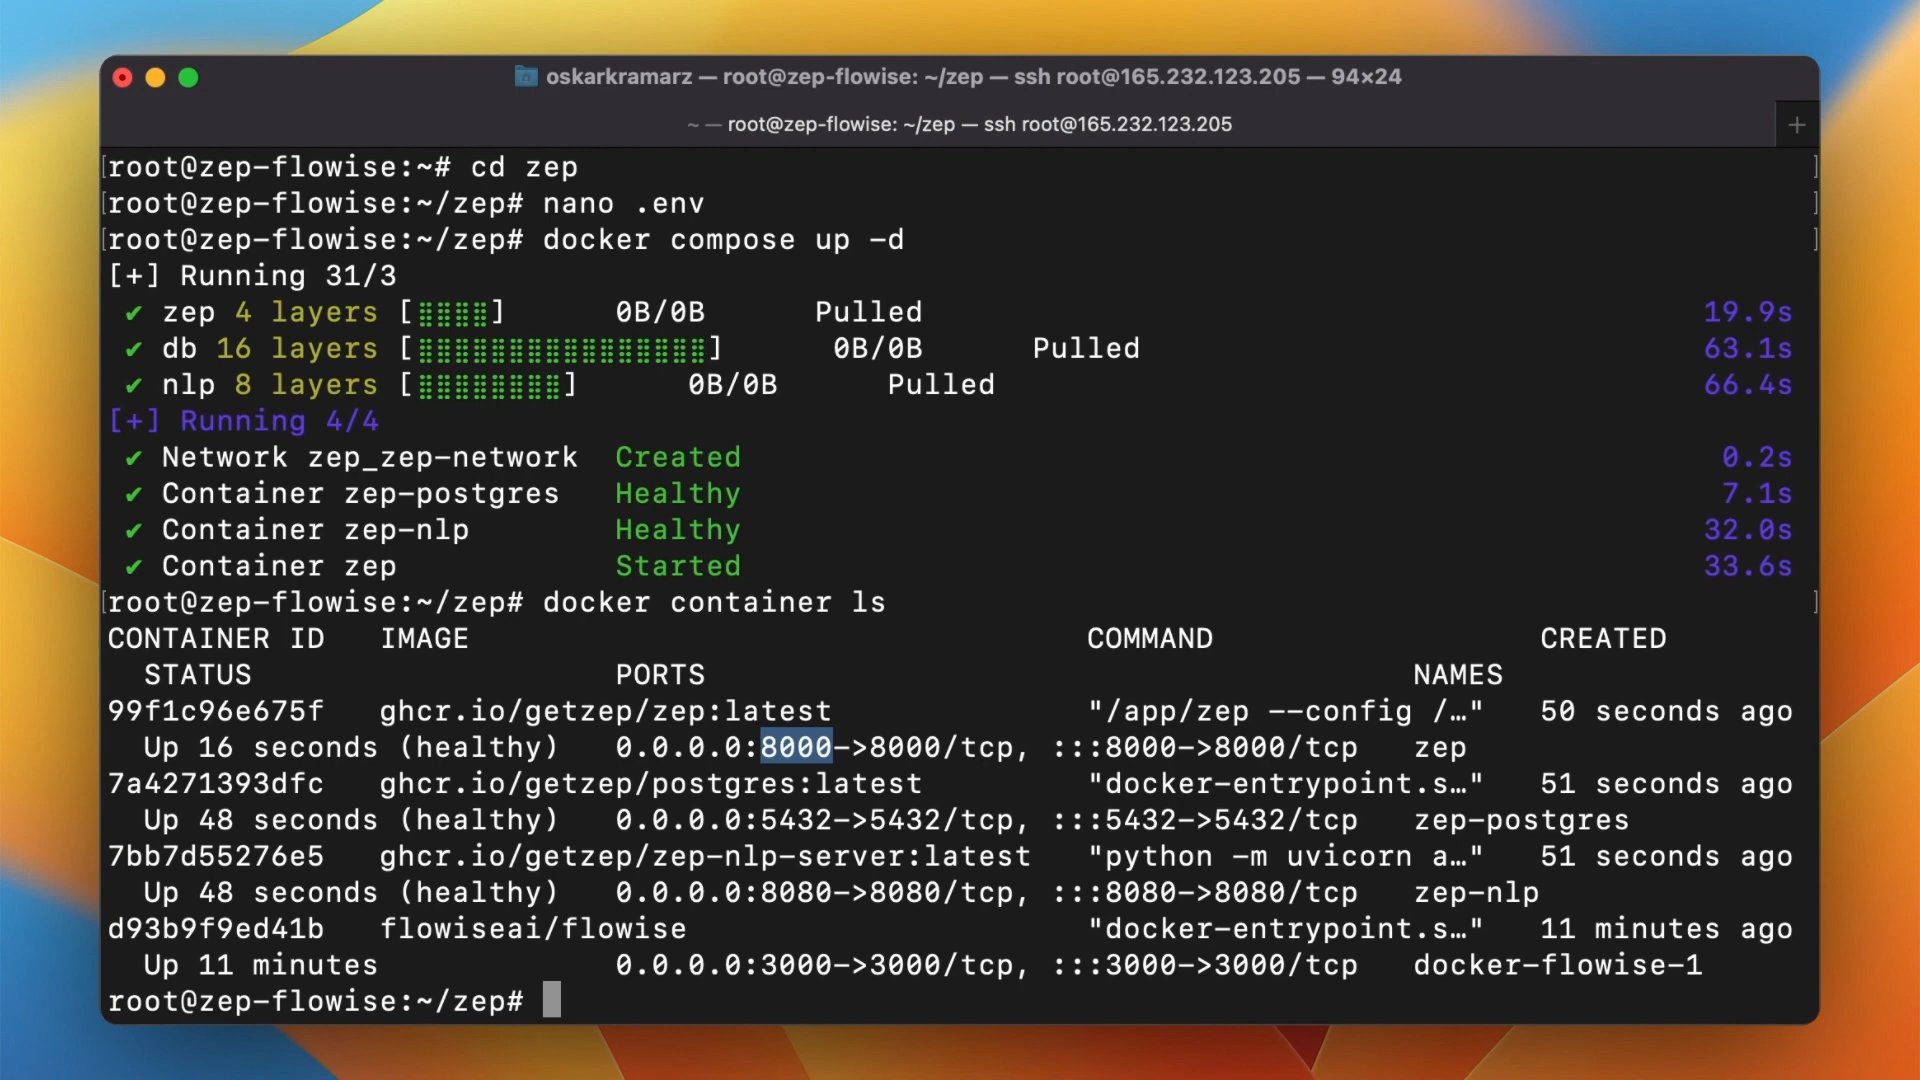 oskarkramarz — root@zep-flowise: ~/zep — ssh root@165.232.123.205 — 94×24
~ — root@zep-flowise: ~/zep — ssh root@165.232.123.205
+
[root@zep-flowise:~# cd zep ]
[root@zep-flowise:~/zep# nano .env ]
[root@zep-flowise:~/zep# docker compose up -d ]
[+] Running 31/3
✔ zep 4 layers [⣿⣿⣿⣿] 0B/0B Pulled 19.9s
✔ db 16 layers [⣿⣿⣿⣿⣿⣿⣿⣿⣿⣿⣿⣿⣿⣿⣿⣿] 0B/0B Pulled 63.1s
✔ nlp 8 layers [⣿⣿⣿⣿⣿⣿⣿⣿] 0B/0B Pulled 66.4s
[+] Running 4/4
✔ Network zep_zep-network Created 0.2s
✔ Container zep-postgres Healthy 7.1s
✔ Container zep-nlp Healthy 32.0s
✔ Container zep Started 33.6s
[root@zep-flowise:~/zep# docker container ls ]
CONTAINER ID IMAGE COMMAND CREATED
STATUS PORTS NAMES
99f1c96e675f ghcr.io/getzep/zep:latest "/app/zep --config /…" 50 seconds ago
Up 16 seconds (healthy) 0.0.0.0:8000->8000/tcp, :::8000->8000/tcp zep
7a4271393dfc ghcr.io/getzep/postgres:latest "docker-entrypoint.s…" 51 seconds ago
Up 48 seconds (healthy) 0.0.0.0:5432->5432/tcp, :::5432->5432/tcp zep-postgres
7bb7d55276e5 ghcr.io/getzep/zep-nlp-server:latest "python -m uvicorn a…" 51 seconds ago
Up 48 seconds (healthy) 0.0.0.0:8080->8080/tcp, :::8080->8080/tcp zep-nlp
d93b9f9ed41b flowiseai/flowise "docker-entrypoint.s…" 11 minutes ago
Up 11 minutes 0.0.0.0:3000->3000/tcp, :::3000->3000/tcp docker-flowise-1
root@zep-flowise:~/zep#